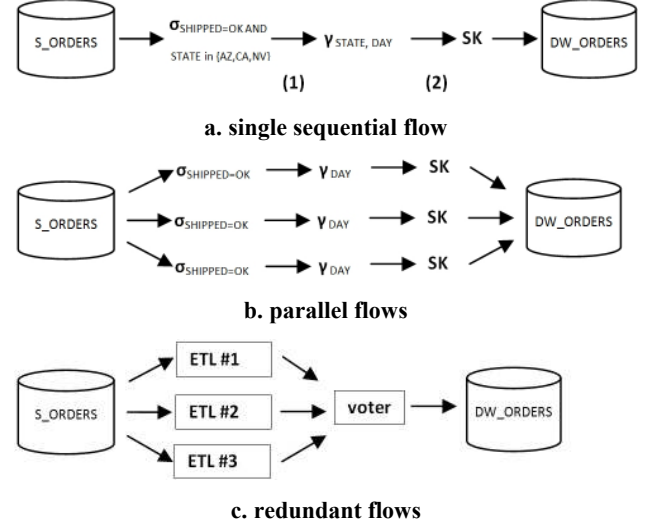 S_ORDERS
σSHIPPED=OK AND
STATE in {AZ,CA,NV}
γ STATE, DAY
SK
DW_ORDERS
(1)
(2)
a. single sequential flow
σSHIPPED=OK γ DAY SK
S_ORDERS
σSHIPPED=OK γ DAY SK
DW_ORDERS
σSHIPPED=OK γ DAY SK
b. parallel flows
ETL #1
S_ORDERS
ETL #2
voter
DW_ORDERS
ETL #3
c. redundant flows